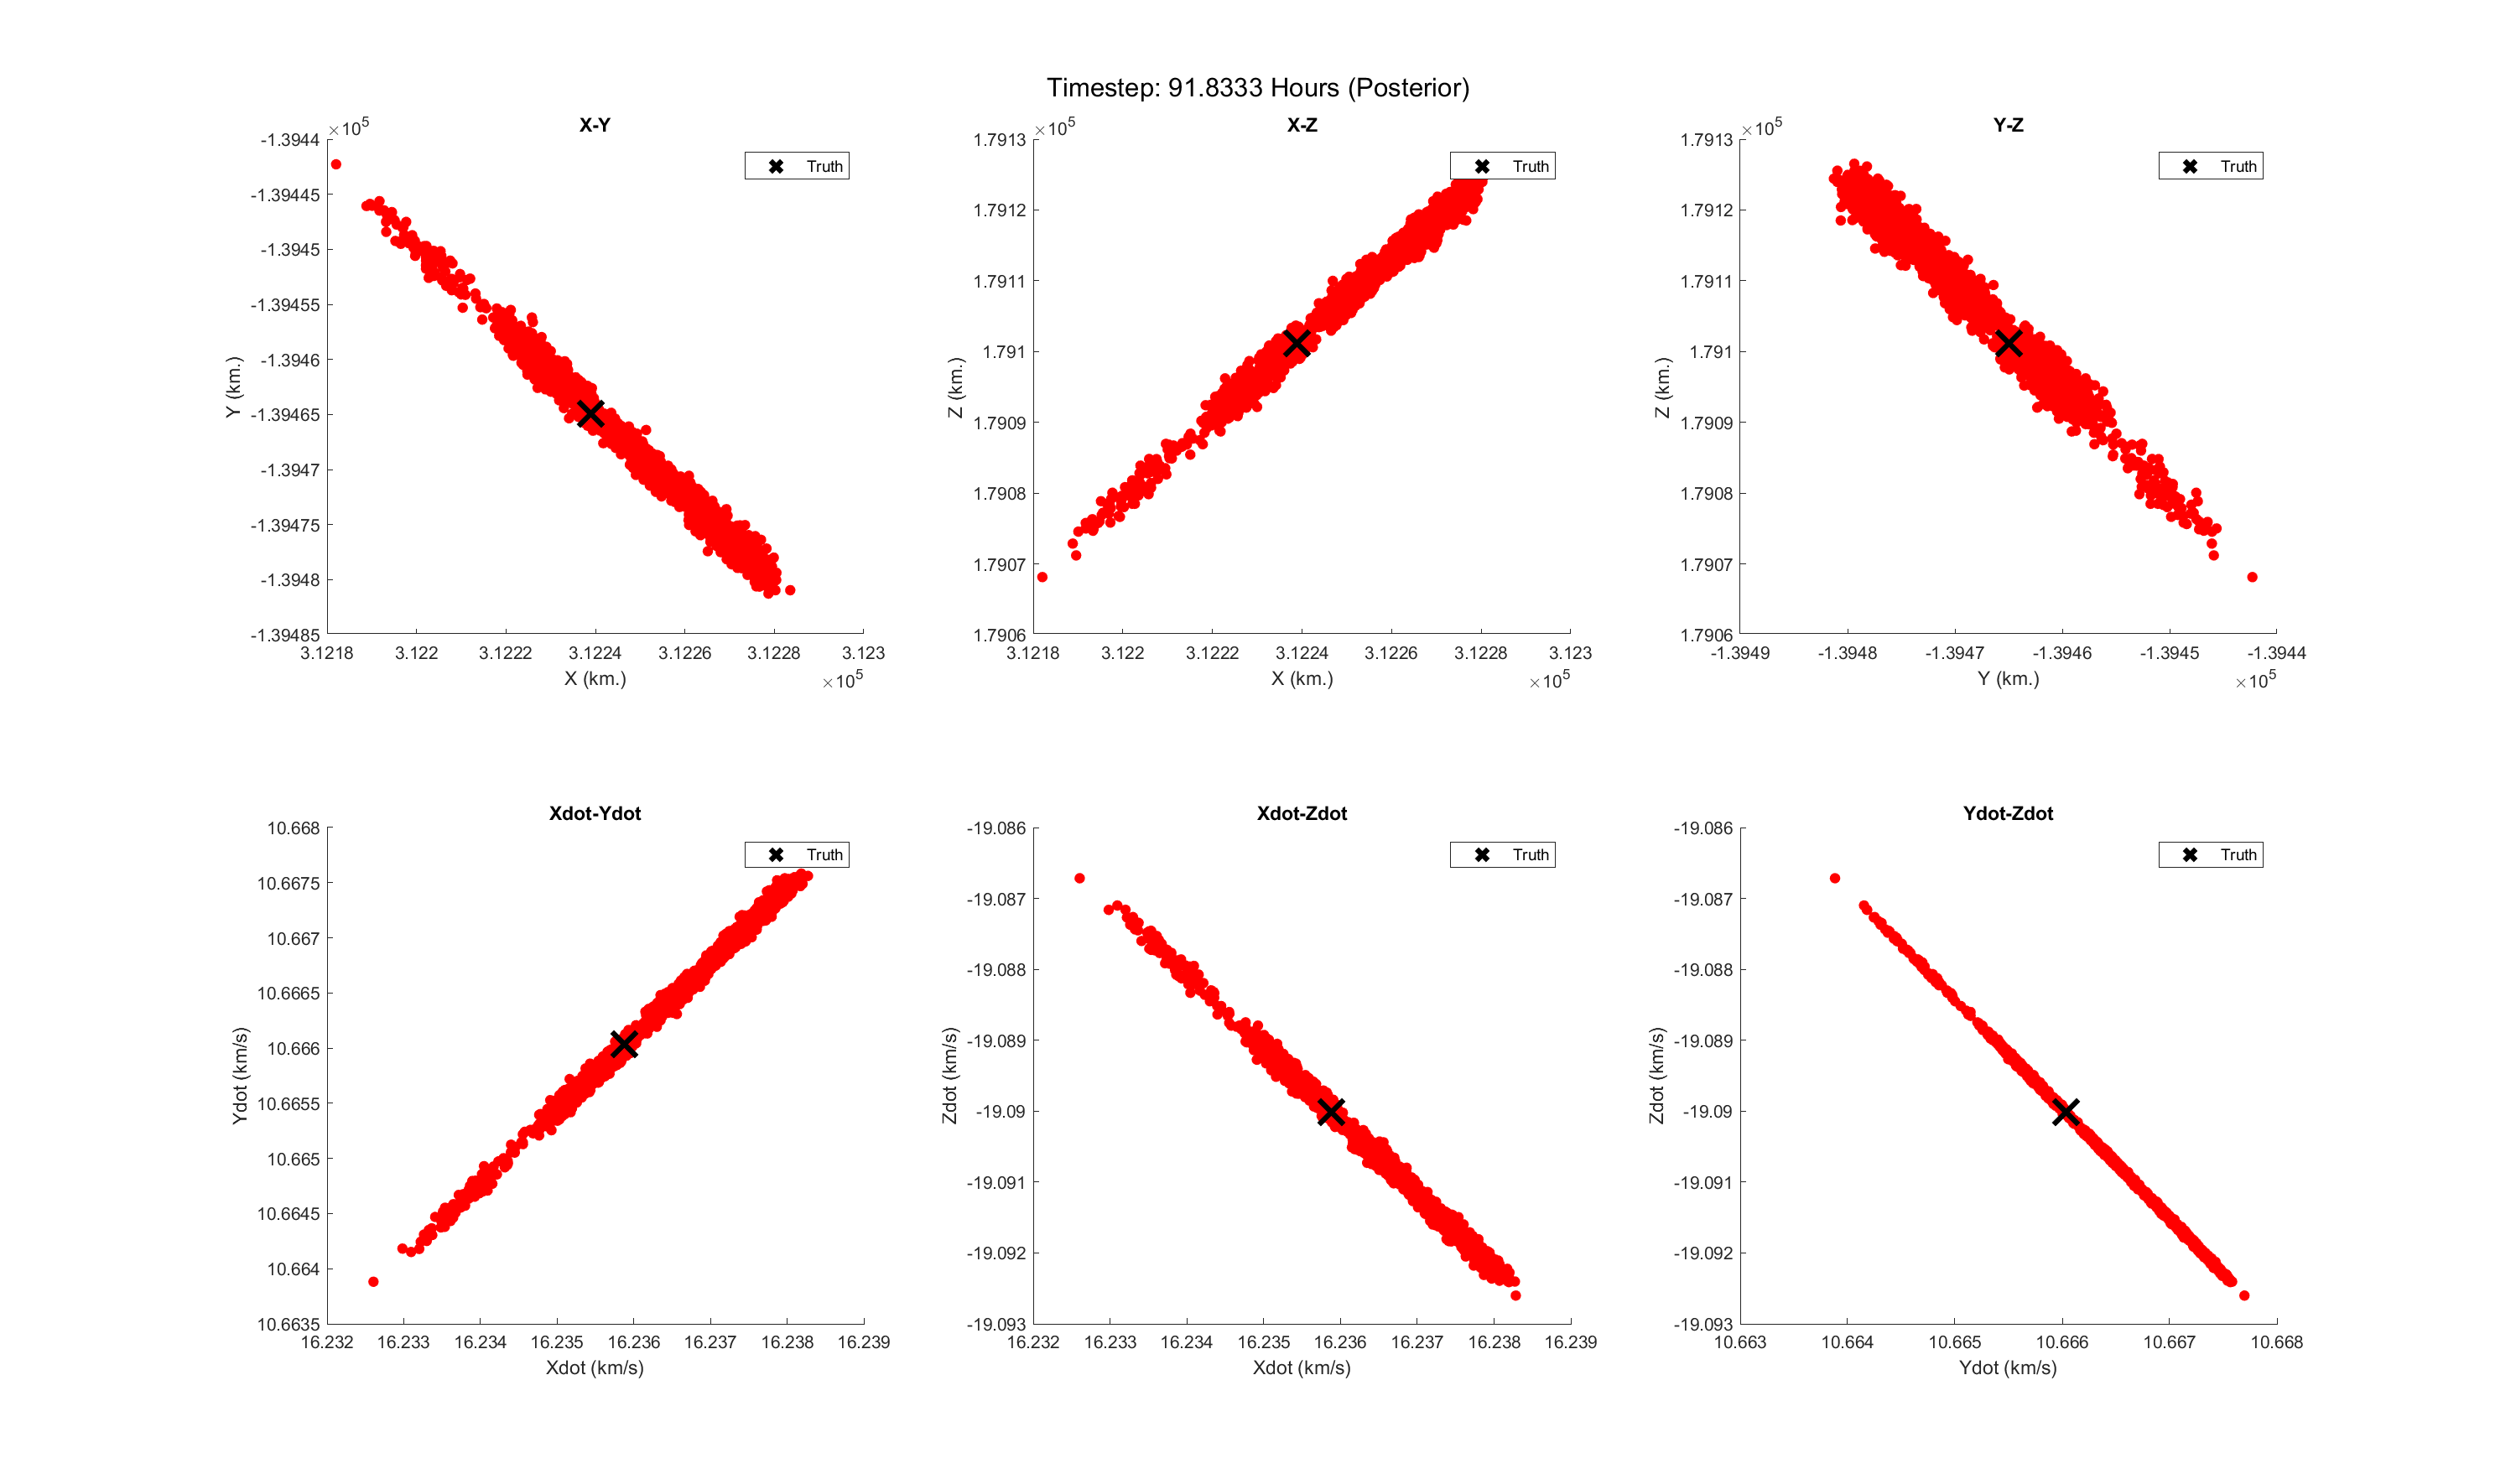 Timestep: 91.8333 Hours (Posterior)
X-Y
×10^5
-1.3944
-1.39445
-1.3945
-1.39455
-1.3946
-1.39465
-1.3947
-1.39475
-1.3948
-1.39485
Y (km.)
Truth
3.1218 3.122 3.1222 3.1224 3.1226 3.1228 3.123
X (km.)
×10^5
X-Z
×10^5
1.7913
1.7912
1.7911
1.791
1.7909
1.7908
1.7907
1.7906
Z (km.)
Truth
3.1218 3.122 3.1222 3.1224 3.1226 3.1228 3.123
X (km.)
×10^5
Y-Z
×10^5
1.7913
1.7912
1.7911
1.791
1.7909
1.7908
1.7907
1.7906
Z (km.)
Truth
-1.3949 -1.3948 -1.3947 -1.3946 -1.3945 -1.3944
Y (km.)
×10^5
Xdot-Ydot
10.668
10.6675
10.667
10.6665
10.666
10.6655
10.665
10.6645
10.664
10.6635
Ydot (km/s)
Truth
16.232 16.233 16.234 16.235 16.236 16.237 16.238 16.239
Xdot (km/s)
Xdot-Zdot
-19.086
-19.087
-19.088
-19.089
-19.09
-19.091
-19.092
-19.093
Zdot (km/s)
Truth
16.232 16.233 16.234 16.235 16.236 16.237 16.238 16.239
Xdot (km/s)
Ydot-Zdot
-19.086
-19.087
-19.088
-19.089
-19.09
-19.091
-19.092
-19.093
Zdot (km/s)
Truth
10.663 10.664 10.665 10.666 10.667 10.668
Ydot (km/s)